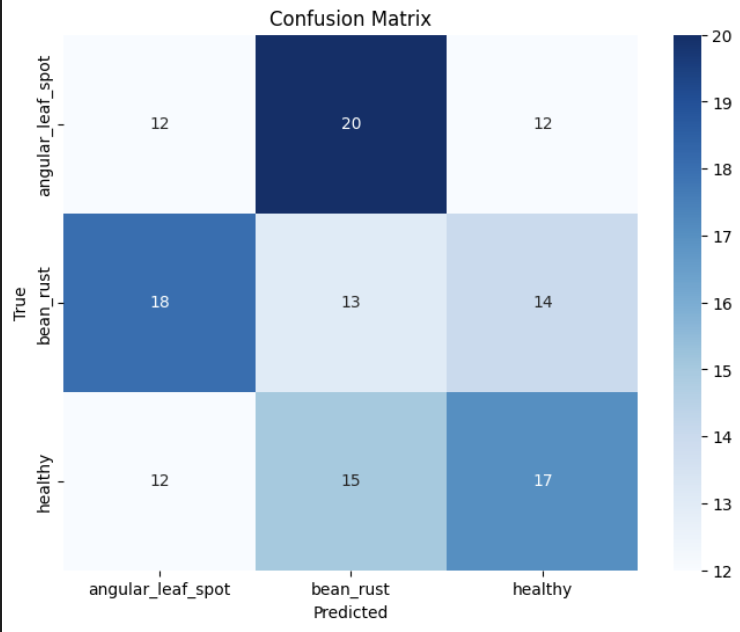 Confusion Matrix
angular_leaf_spot
12 20 12
bean_rust
18 13 14
healthy
12 15 17
True
angular_leaf_spot bean_rust healthy
Predicted
20
19
18
17
16
15
14
13
12